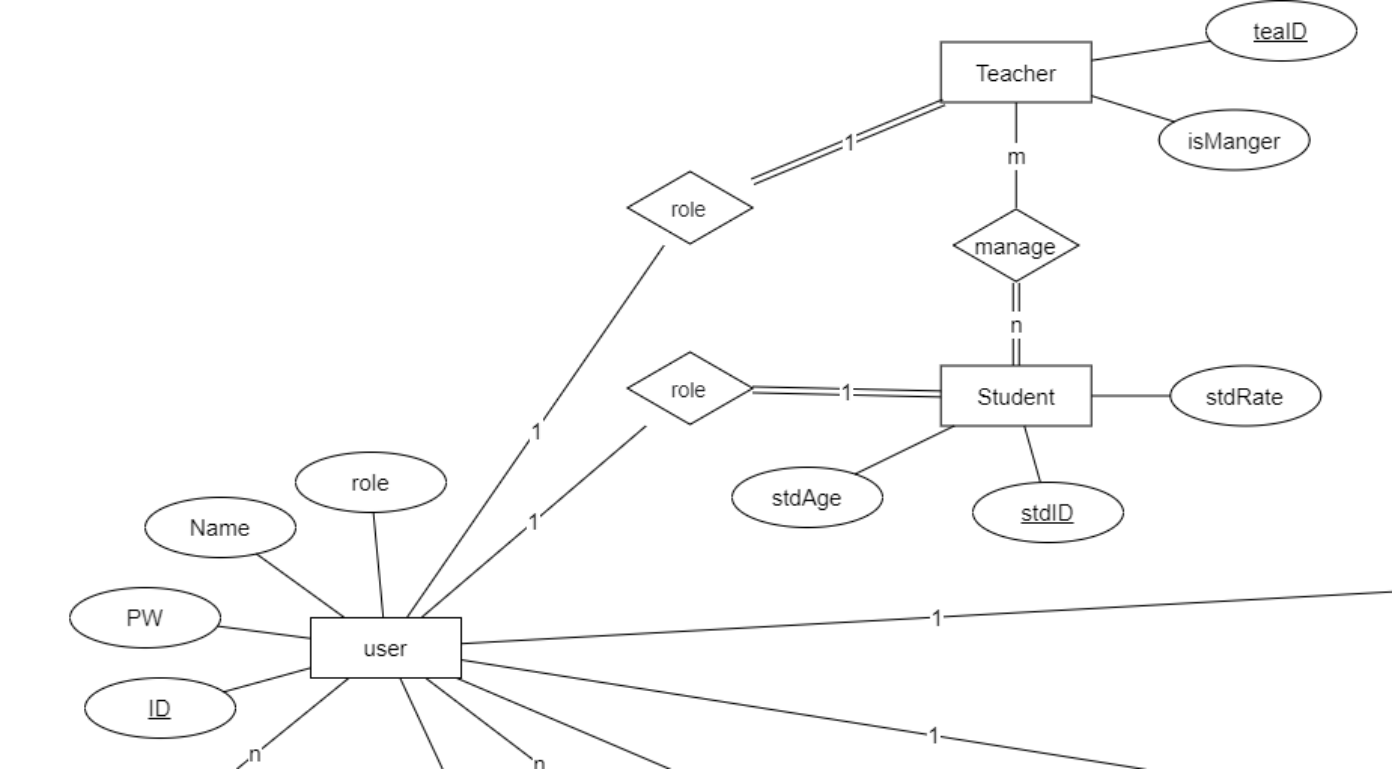 teaID
Teacher
isManger
1
m
role
manage
n
role
1
Student
stdRate
1
role
stdAge
stdID
Name
1
PW
1
user
ID
1
n
n